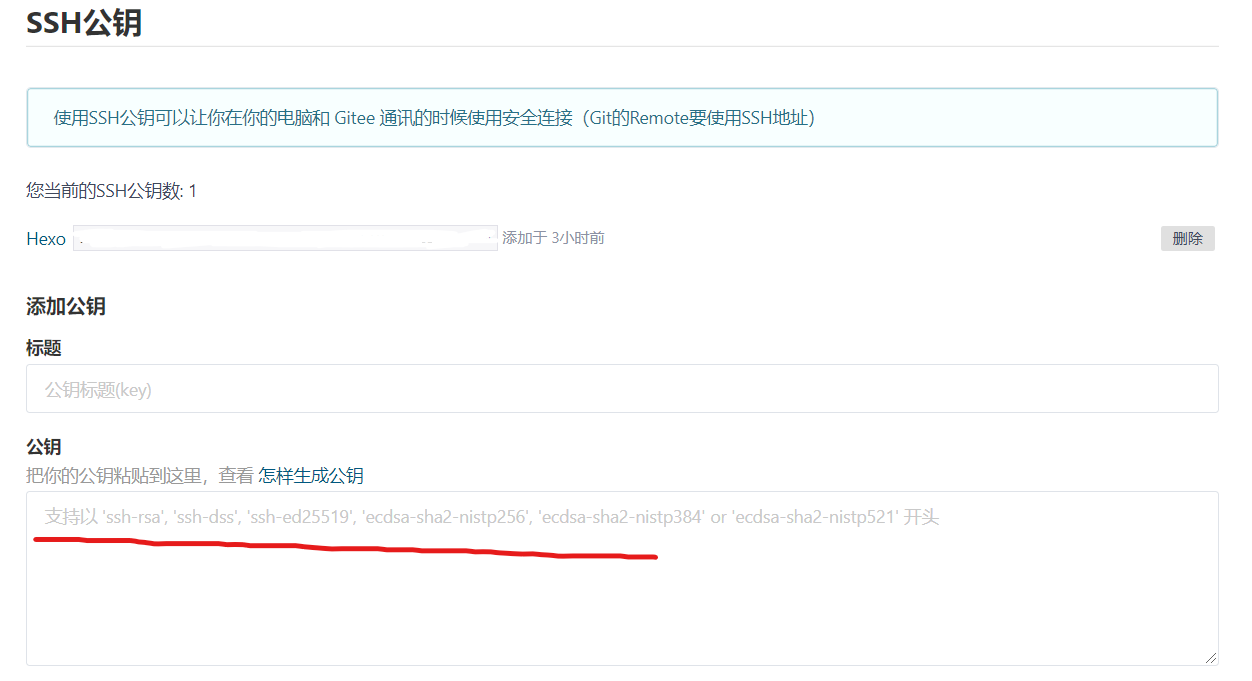 SSH公钥
使用SSH公钥可以让你在你的电脑和 Gitee 通讯的时候使用安全连接（Git的Remote要使用SSH地址）
您当前的SSH公钥数: 1
Hexo 添加于 3小时前 删除
添加公钥
标题
公钥标题(key)
公钥
把你的公钥粘贴到这里，查看 怎样生成公钥
支持以 'ssh-rsa', 'ssh-dss', 'ssh-ed25519', 'ecdsa-sha2-nistp256', 'ecdsa-sha2-nistp384' or 'ecdsa-sha2-nistp521' 开头